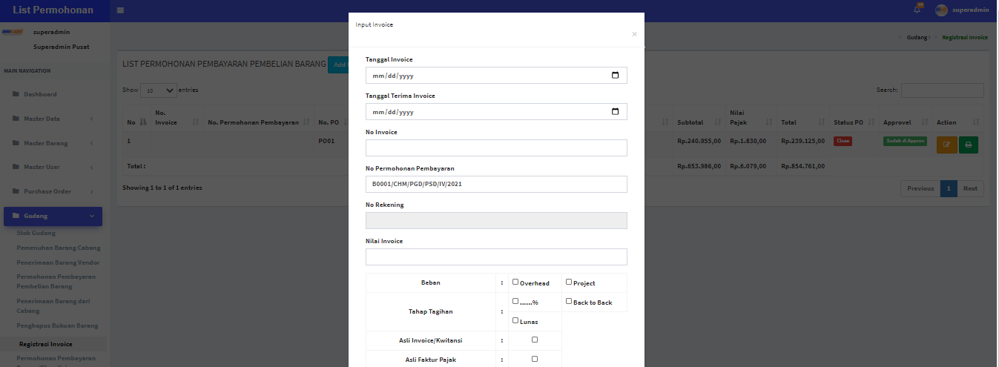 List Permohonan
superadmin
superadmin
Superadmin Pusat
Gudang
Registrasi Invoice
MAIN NAVIGATION
Dashboard
Master Data
Master Barang
Master User
Purchase Order
Gudang
Stok Gudang
Pemenuhan Barang Cabang
Penerimaan Barang Vendor
Permohonan Pembayaran
Pembelian Barang
Penerimaan Barang dari
Cabang
Penghapus Bukuan Barang
Registrasi Invoice
Permohonan Pembayaran
LIST PERMOHONAN PEMBAYARAN PEMBELIAN BARANG Add
Show 10 entries
Search:
No No. Invoice No. Permohonan Pembayaran No. PO Subtotal Nilai Pajak Total Status PO Approvel Action
1 PO01 Rp.240.955,00 Rp.1.830,00 Rp.239.125,00 Close Sudah di Approv
Total : Rp.653.986,00 Rp.6.079,00 Rp.854.761,00
Showing 1 to 1 of 1 entries
Previous 1 Next
Input Invoice
×
Tanggal Invoice
mm/dd/yyyy
Tanggal Terima Invoice
mm/dd/yyyy
No Invoice
No Permohonan Pembayaran
B0001/CHM/PGD/PSD/IV/2021
No Rekening
Nilai Invoice
Beban : Overhead Project
Tahap Tagihan : ......% Back to Back
Lunas
Asli Invoice/Kwitansi :
Asli Faktur Pajak :